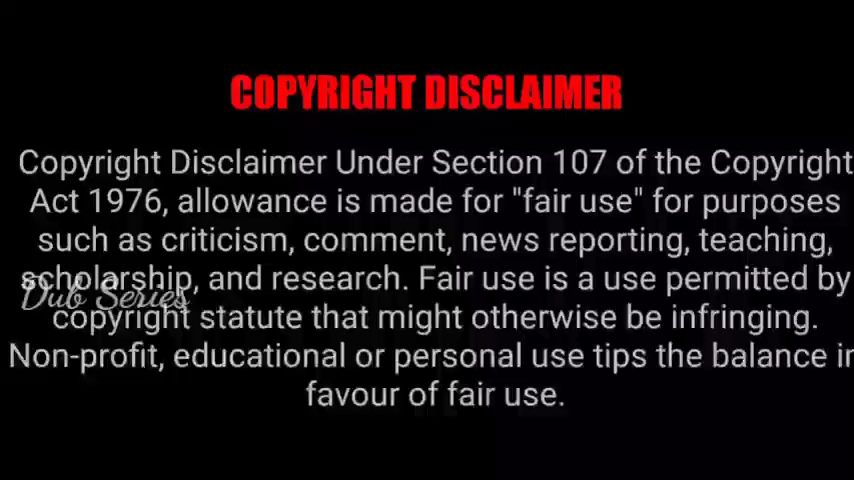 COPYRIGHT DISCLAIMER
Copyright Disclaimer Under Section 107 of the Copyright
Act 1976, allowance is made for "fair use" for purposes
such as criticism, comment, news reporting, teaching,
scholarship, and research. Fair use is a use permitted by
Dub Series
copyright statute that might otherwise be infringing.
Non-profit, educational or personal use tips the balance in
favour of fair use.